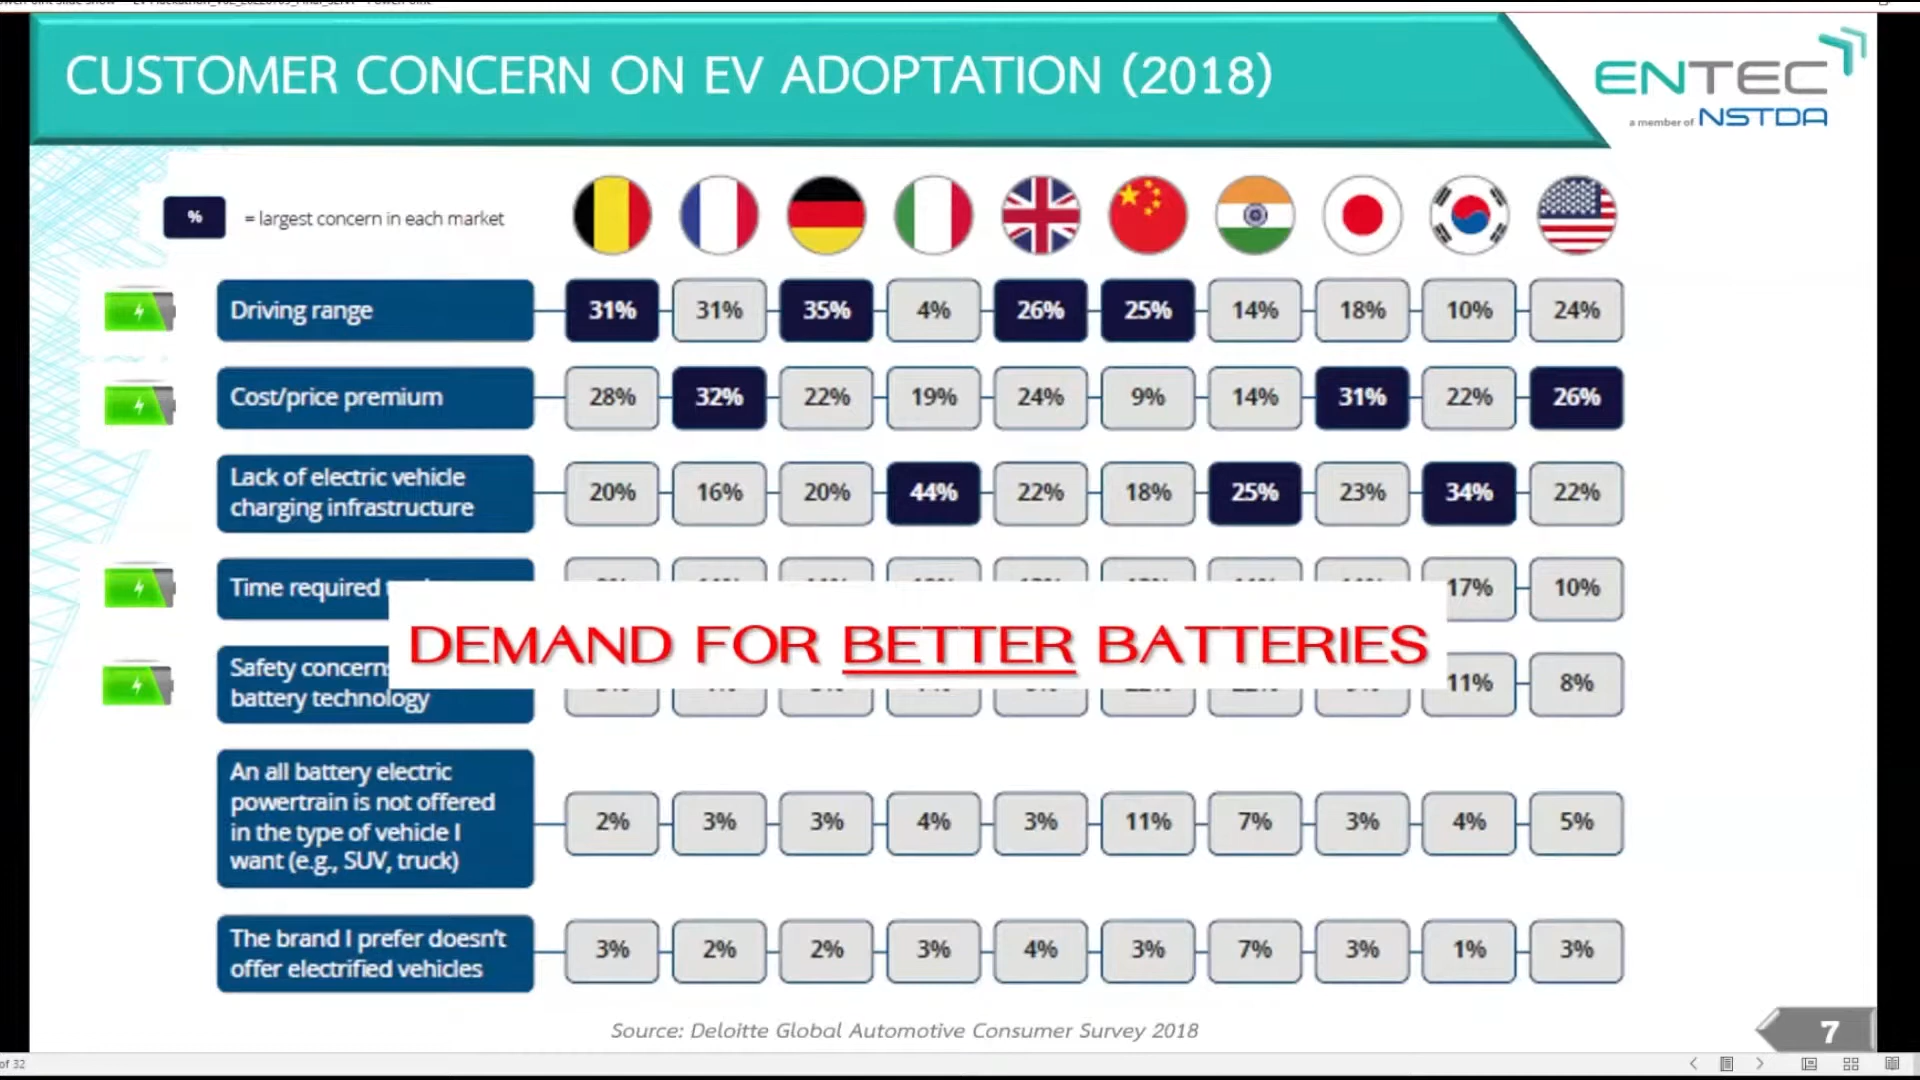 CUSTOMER CONCERN ON EV ADOPTATION (2018)
ENTEC
a member of NSTDA
% = largest concern in each market
Driving range 31% 31% 35% 4% 26% 25% 14% 18% 10% 24%
Cost/price premium 28% 32% 22% 19% 24% 9% 14% 31% 22% 26%
Lack of electric vehicle
charging infrastructure 20% 16% 20% 44% 22% 18% 25% 23% 34% 22%
Time required 17% 10%
DEMAND FOR BETTER BATTERIES
Safety concerns
battery technology 11% 8%
An all battery electric
powertrain is not offered
in the type of vehicle I
want (e.g., SUV, truck) 2% 3% 3% 4% 3% 11% 7% 3% 4% 5%
The brand I prefer doesn't
offer electrified vehicles 3% 2% 2% 3% 4% 3% 7% 3% 1% 3%
Source: Deloitte Global Automotive Consumer Survey 2018
7
of 32